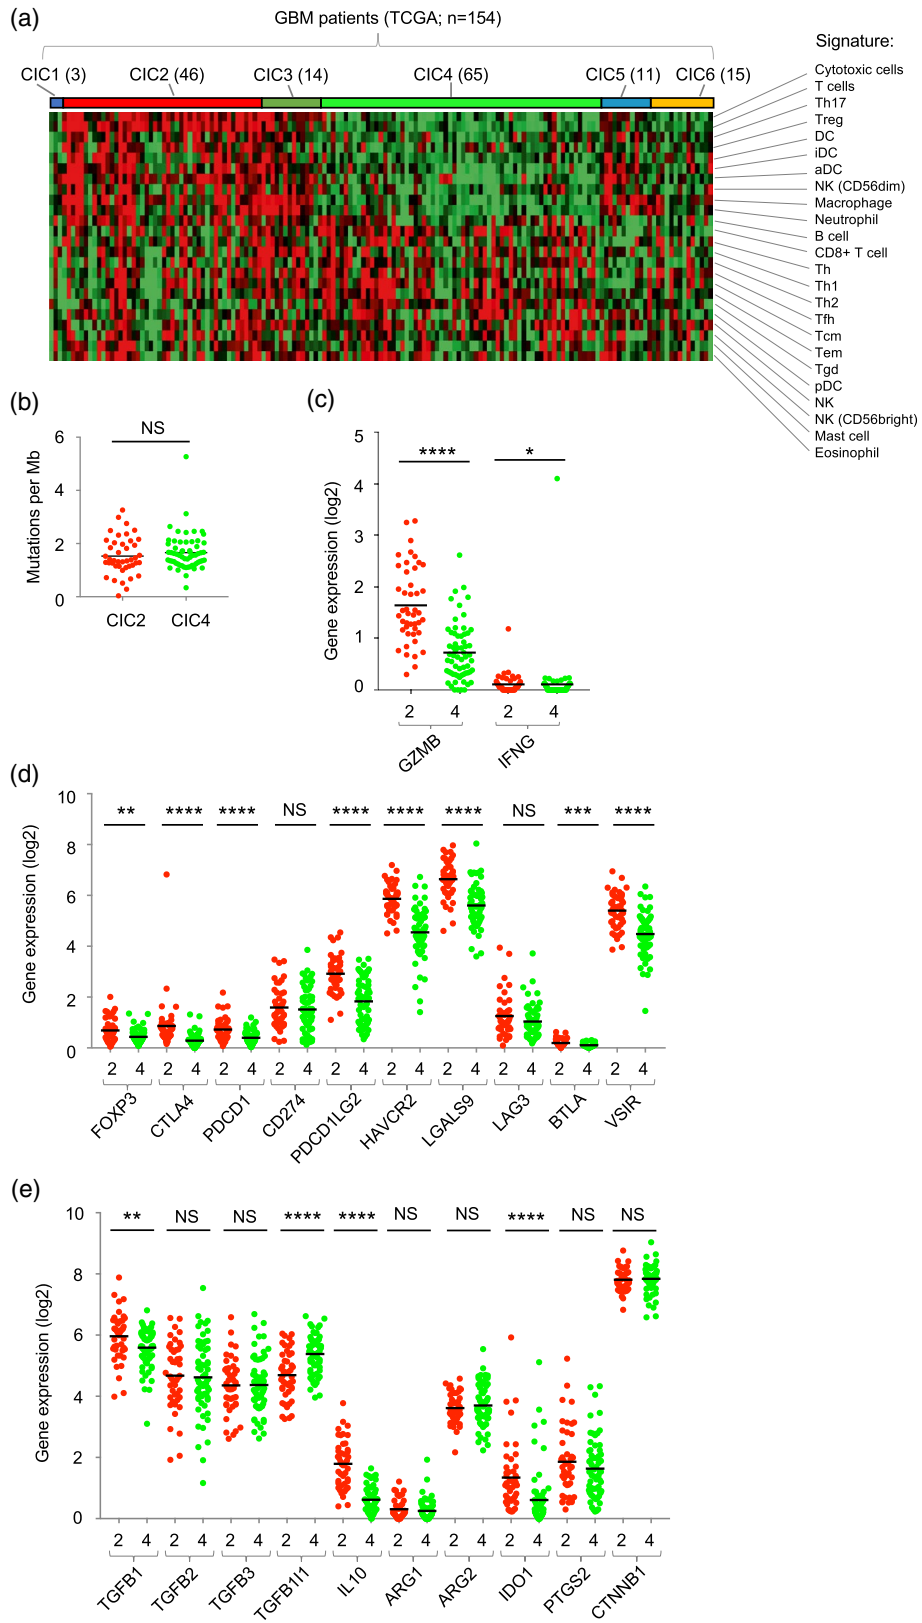 (a)
GBM patients (TCGA; n=154)
Signature:
CIC1 (3) CIC2 (46) CIC3 (14) CIC4 (65) CIC5 (11) CIC6 (15)
Cytotoxic cells
T cells
Th17
Treg
DC
iDC
aDC
NK (CD56dim)
Macrophage
Neutrophil
B cell
CD8+ T cell
Th
Th1
Th2
Tfh
Tcm
Tem
Tgd
pDC
NK
NK (CD56bright)
Mast cell
Eosinophil
(b)
NS
Mutations per Mb
6
4
2
0
CIC2 CIC4
(c)
**** *
Gene expression (log2)
5
4
3
2
1
0
2 4 2 4
GZMB IFNG
(d)
** **** **** NS **** **** **** NS *** ****
Gene expression (log2)
10
8
6
4
2
0
2 4 2 4 2 4 2 4 2 4 2 4 2 4 2 4 2 4 2 4
FOXP3 CTLA4 PDCD1 CD274 PDCD1LG2 HAVCR2 LGALS9 LAG3 BTLA VSIR
(e)
** NS NS **** **** NS NS **** NS NS
Gene expression (log2)
10
8
6
4
2
0
2 4 2 4 2 4 2 4 2 4 2 4 2 4 2 4 2 4 2 4
TGFB1 TGFB2 TGFB3 TGFB1I1 IL10 ARG1 ARG2 IDO1 PTGS2 CTNNB1